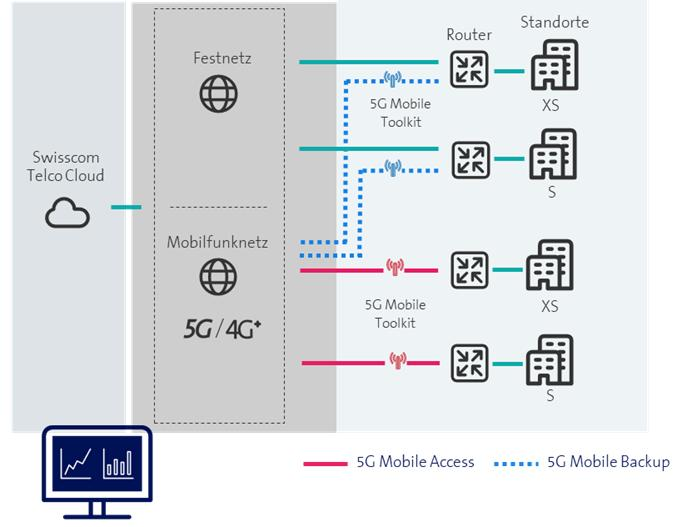 Standorte
Router
Festnetz
5G Mobile
Toolkit
XS
Swisscom
Telco Cloud
S
Mobilfunknetz
5G / 4G+
5G Mobile
Toolkit
XS
S
5G Mobile Access
5G Mobile Backup